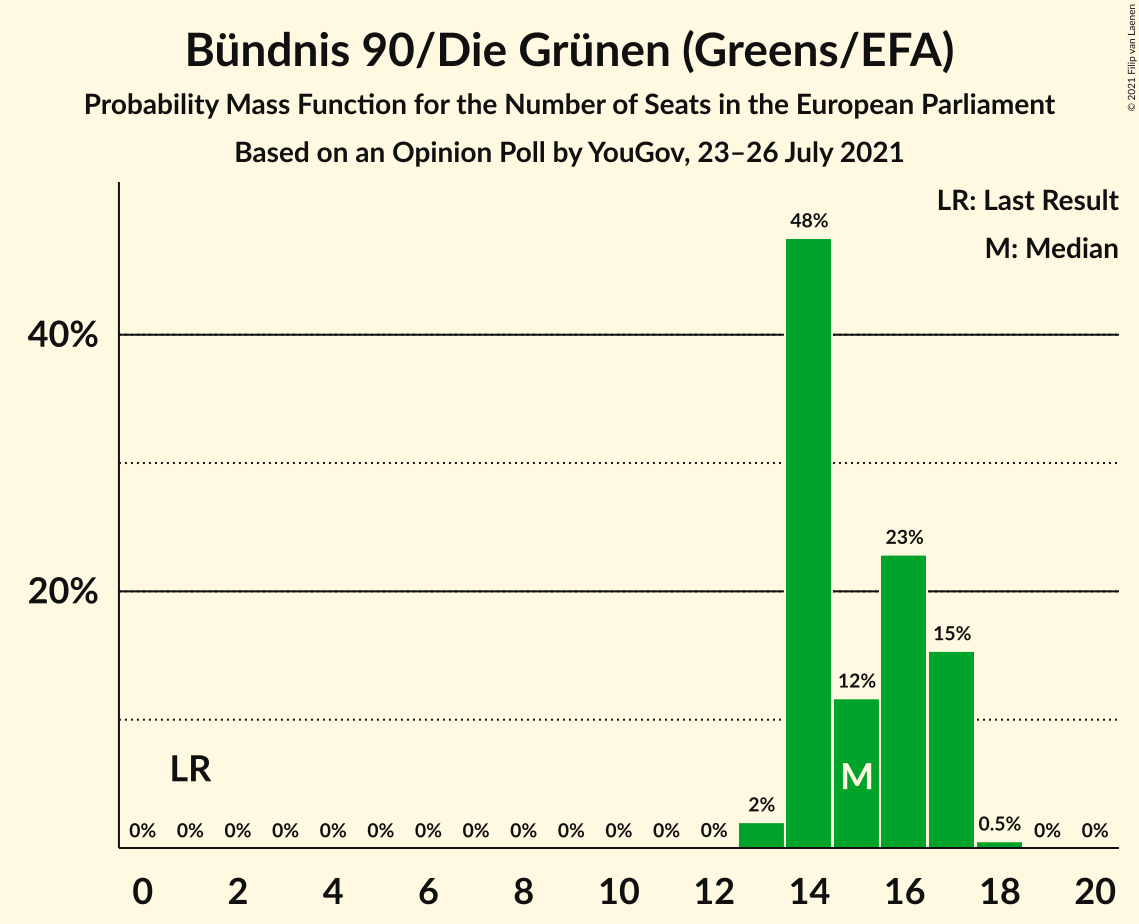 Bündnis 90/Die Grünen (Greens/EFA)
Probability Mass Function for the Number of Seats in the European Parliament
Based on an Opinion Poll by YouGov, 23–26 July 2021
© 2021 Filip van Laenen
LR: Last Result
M: Median
48%
40%
23%
20%
15%
12%
LR
M
2%
0% 0% 0% 0% 0% 0% 0% 0% 0% 0% 0% 0% 0% 0.5% 0% 0%
0 2 4 6 8 10 12 14 16 18 20